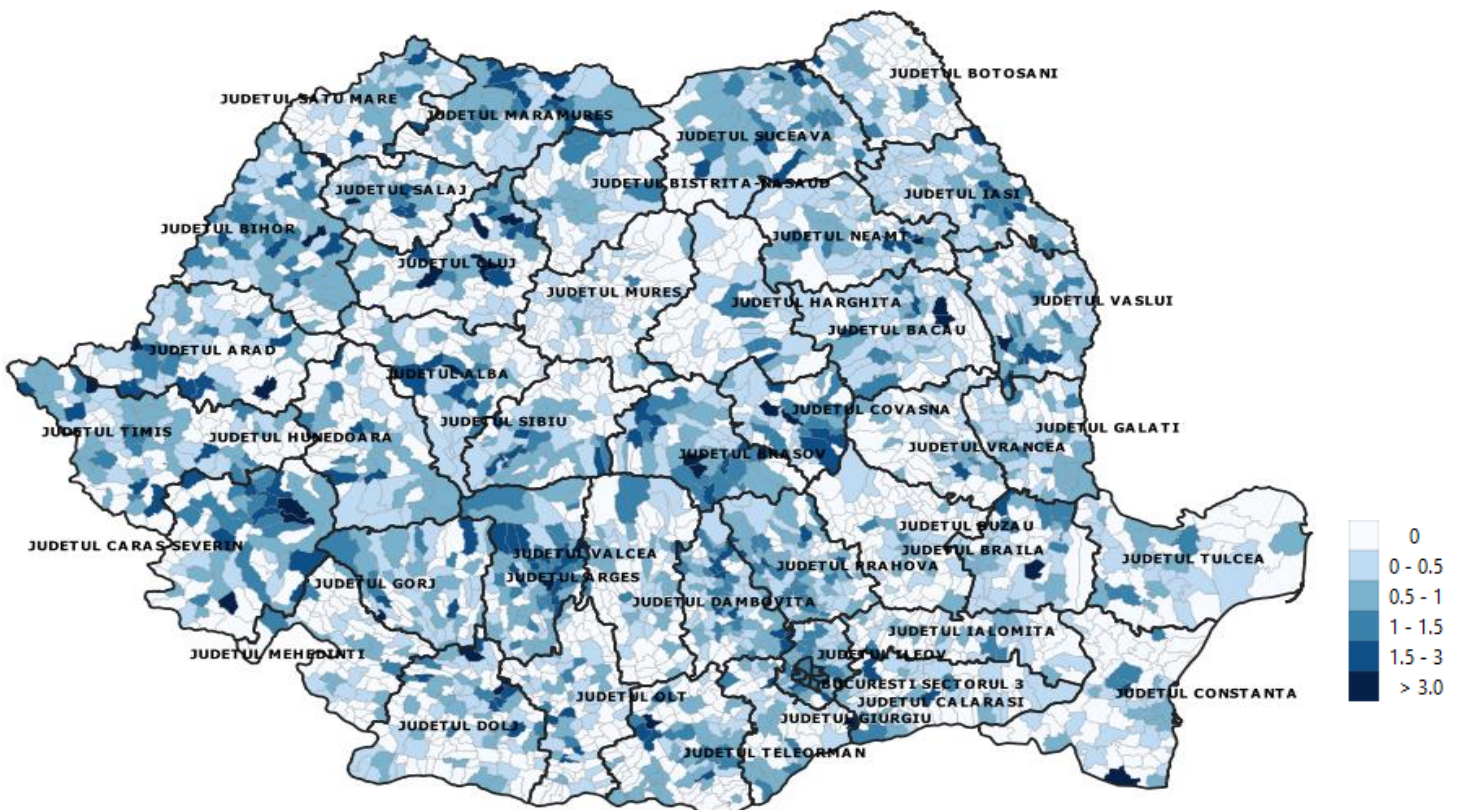 JUDETUL BOTOSANI
JUDETUL SATU MARE
JUDETUL MARAMURES
JUDETUL SUCEAVA
JUDETUL SALAJ
JUDETUL BISTRITA-NASAUD
JUDETUL IASI
JUDETUL BIHOR
JUDETUL NEAMT
JUDETUL CLUJ
JUDETUL MURES
JUDETUL HARGHITA
JUDETUL VASLUI
JUDETUL BACAU
JUDETUL ARAD
JUDETUL ALBA
JUDETUL COVASNA
JUDETUL SIBIU
JUDETUL GALATI
JUDETUL TIMIS
JUDETUL HUNEDOARA
JUDETUL VRANCEA
JUDETUL BRASOV
JUDETUL BUZAU
JUDETUL CARAS-SEVERIN
JUDETUL VALCEA
JUDETUL BRAILA
JUDETUL TULCEA
JUDETUL PRAHOVA
JUDETUL GORJ
JUDETUL ARGES
JUDETUL DAMBOVITA
JUDETUL IALOMITA
JUDETUL MEHEDINTI
JUDETUL ILFOV
BUCURESTI SECTORUL 3
JUDETUL CONSTANTA
JUDETUL OLT
JUDETUL CALARASI
JUDETUL GIURGIU
JUDETUL DOLJ
JUDETUL TELEORMAN
0
0 - 0.5
0.5 - 1
1 - 1.5
1.5 - 3
> 3.0